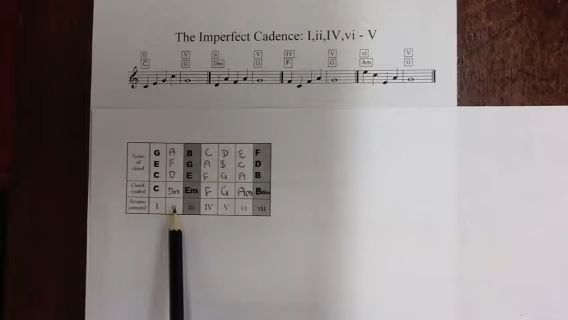 The Imperfect Cadence: I,ii,IV,vi - V
I V ii V IV V vi V
C G Dm G F G Am G
Notes of chord
G A B C D E F
E F G A B C D
C D E F G A B
Chord symbol C Dm Em F G Am Bdim
Roman numeral I ii iii IV V vi vii